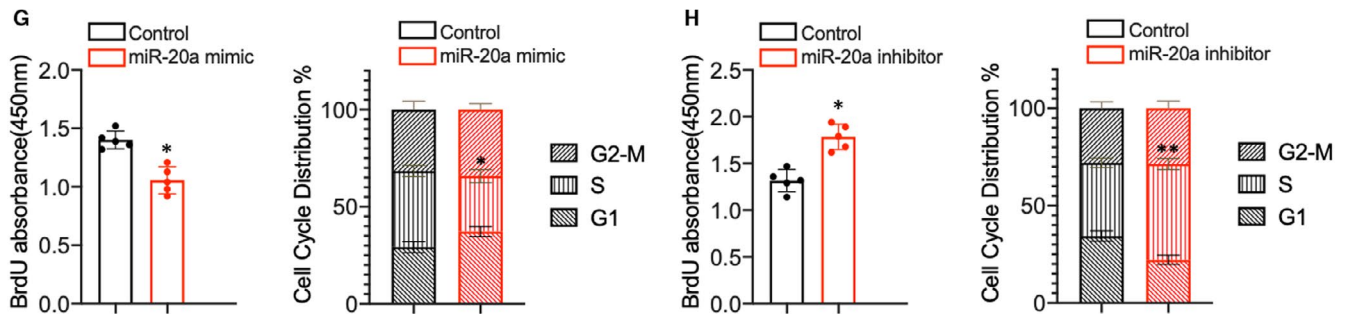 G
Control
miR-20a mimic
BrdU absorbance(450nm)
2.0
1.5
1.0
0.5
0.0
*
Control
miR-20a mimic
Cell Cycle Distribution %
100
50
0
*
G2-M
S
G1
H
Control
miR-20a inhibitor
BrdU absorbance(450nm)
2.5
2.0
1.5
1.0
0.5
0.0
*
Control
miR-20a inhibitor
Cell Cycle Distribution %
100
50
0
**
G2-M
S
G1